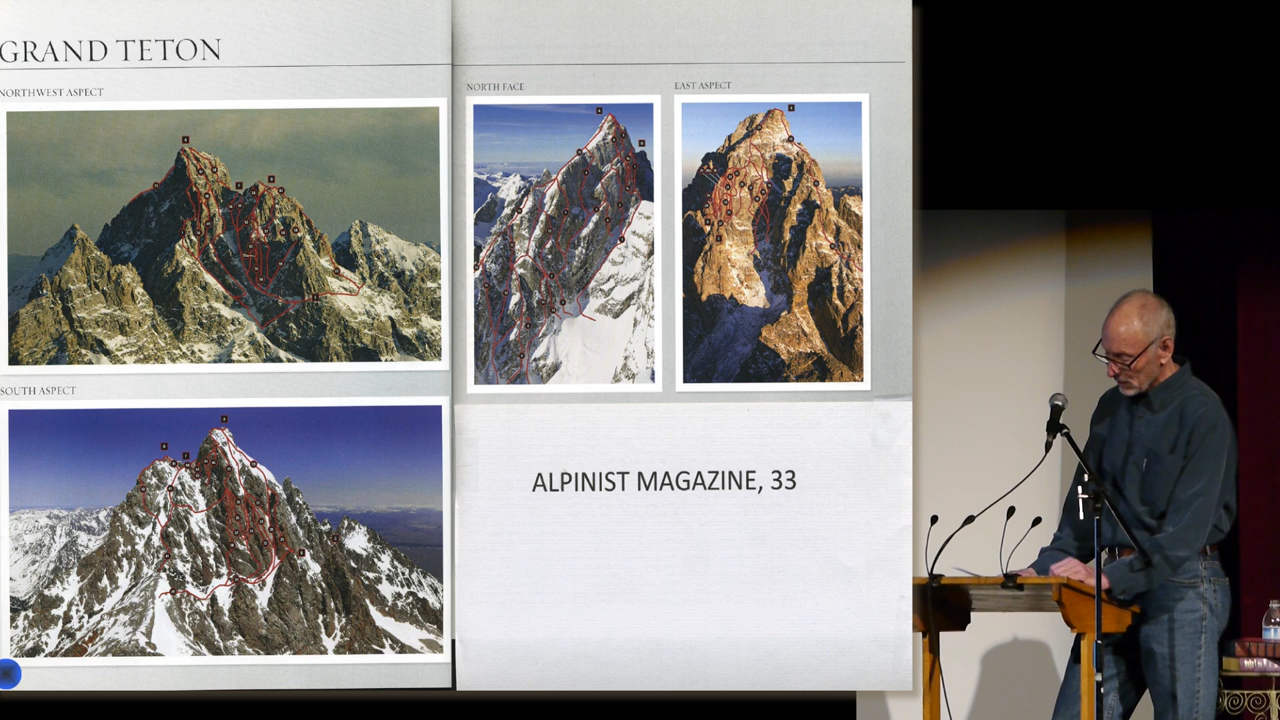 GRAND TETON
NORTHWEST ASPECT
NORTH FACE
EAST ASPECT
SOUTH ASPECT
ALPINIST MAGAZINE, 33